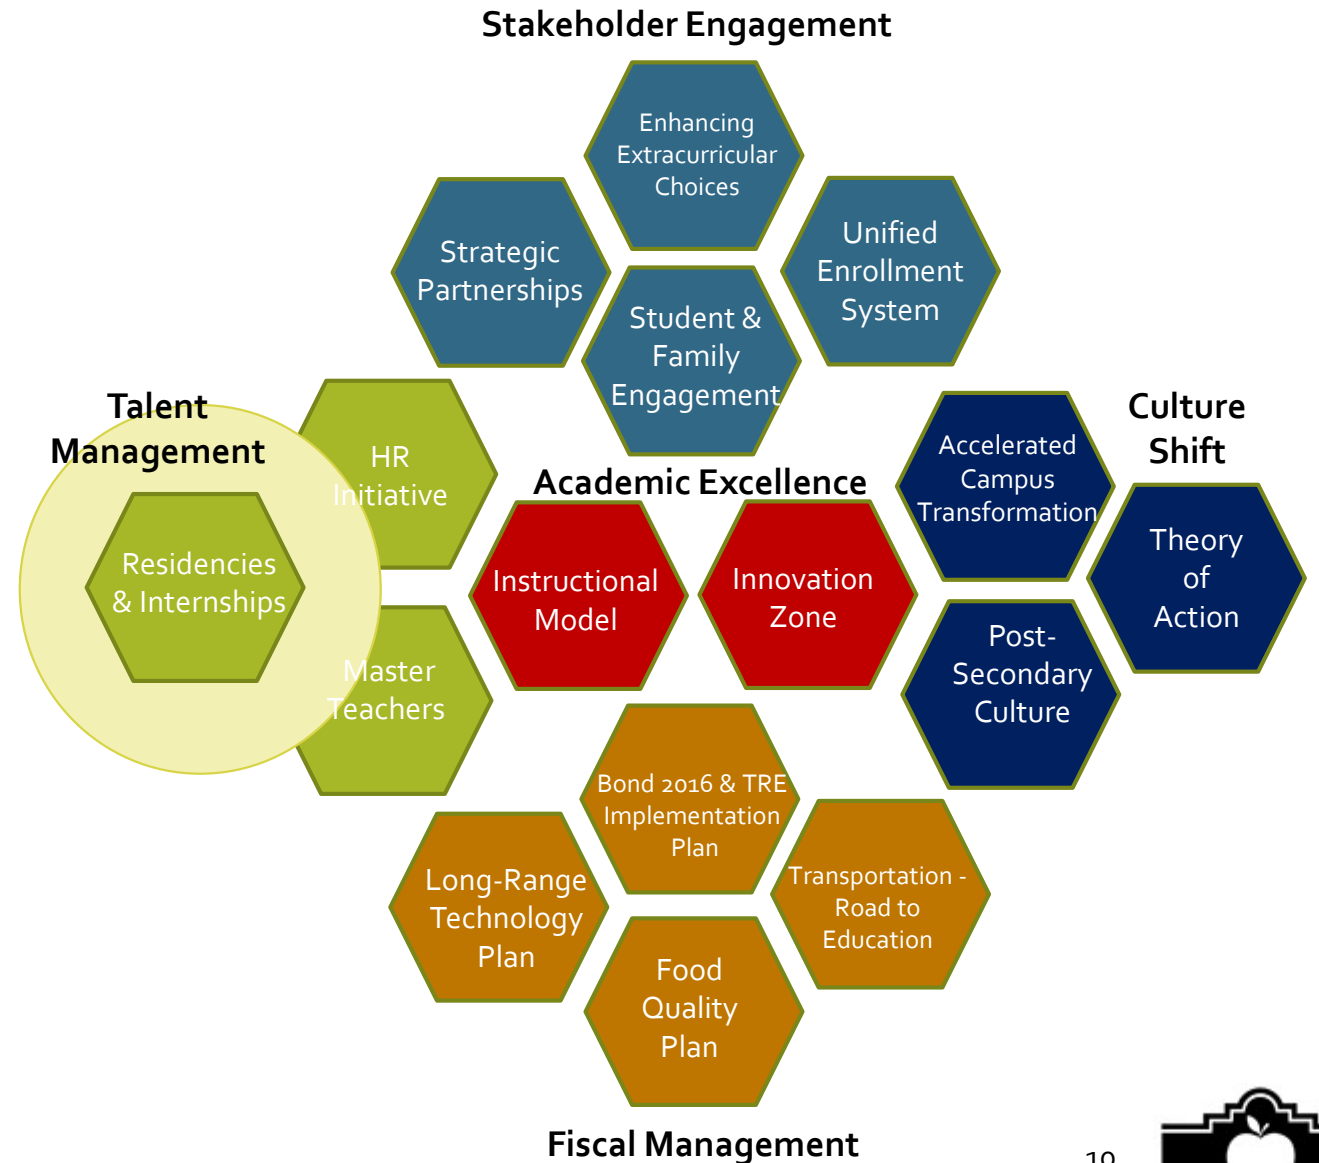 Stakeholder Engagement
Enhancing
Extracurricular
Choices
Strategic
Partnerships
Unified
Enrollment
System
Student &
Family
Engagement
Talent
Management
HR
Initiative
Residencies
& Internships
Master
Teachers
Academic Excellence
Instructional
Model
Innovation
Zone
Culture
Shift
Accelerated
Campus
Transformation
Theory
of
Action
Post-
Secondary
Culture
Bond 2016 & TRE
Implementation
Plan
Long-Range
Technology
Plan
Transportation -
Road to
Education
Food
Quality
Plan
Fiscal Management
10